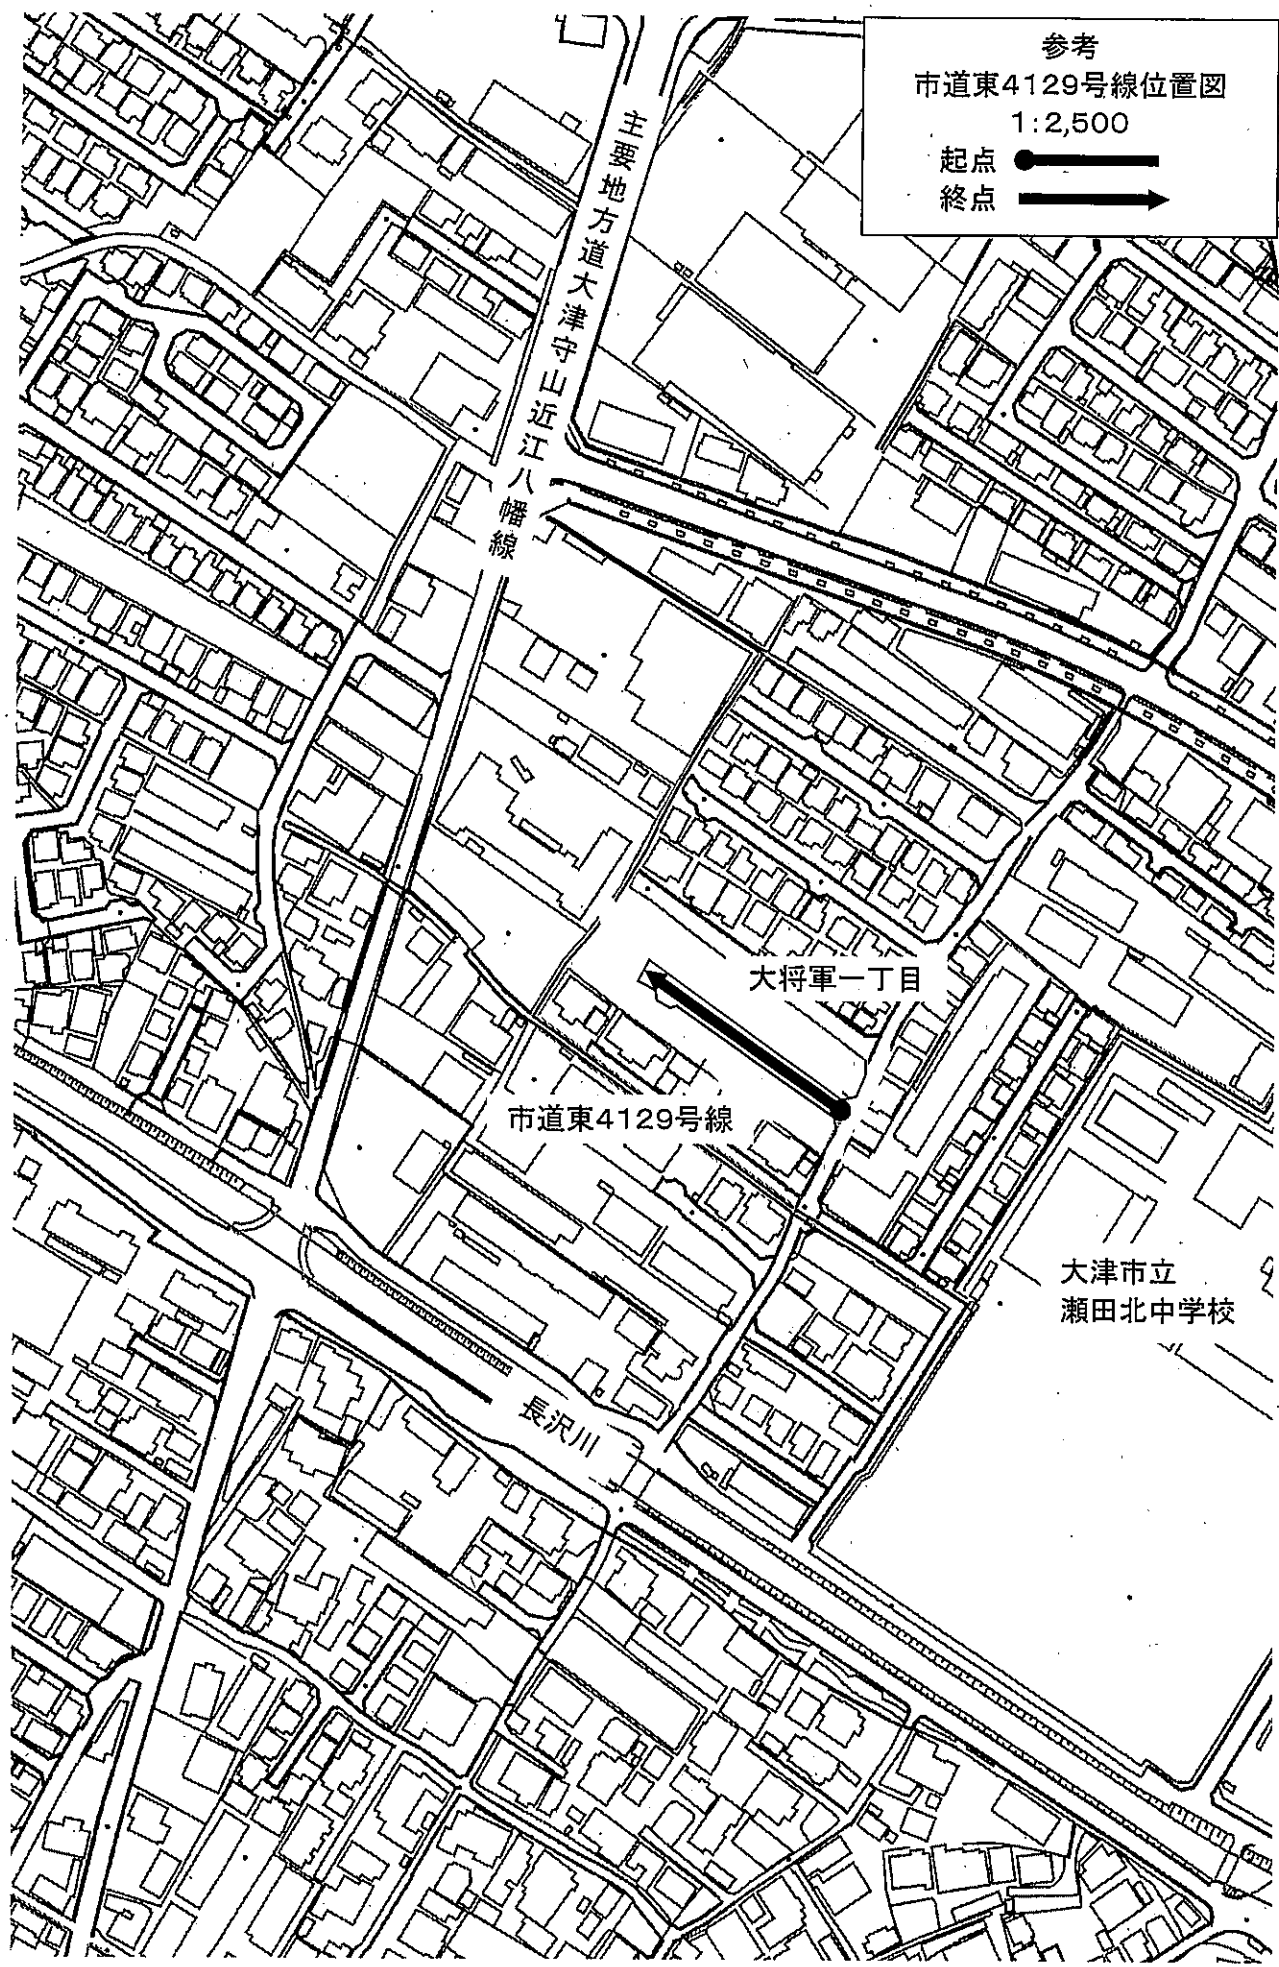 参考
市道東4129号線位置図
1:2,500
起点
終点
主要地方道大津守山近江八幡線
大将軍一丁目
市道東4129号線
大津市立
瀬田北中学校
長沢川